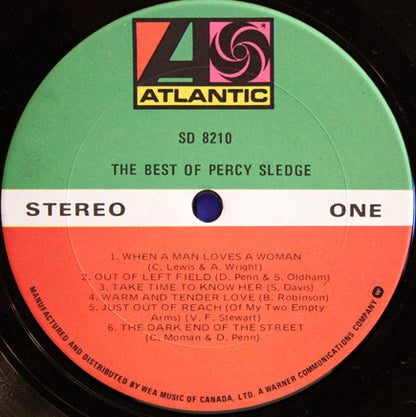 ATLANTIC
SD 8210
THE BEST OF PERCY SLEDGE
STEREO ONE
1. WHEN A MAN LOVES A WOMAN
(C. Lewis & A. Wright)
2. OUT OF LEFT FIELD (D. Penn & S. Oldham)
3. TAKE TIME TO KNOW HER (S. Davis)
4. WARM AND TENDER LOVE (B. Robinson)
5. JUST OUT OF REACH (Of My Two Empty
Arms) (V. F. Stewart)
6. THE DARK END OF THE STREET
(C. Moman & D. Penn)
MANUFACTURED AND DISTRIBUTED BY WEA MUSIC OF CANADA, LTD. A WARNER COMMUNICATIONS COMPANY